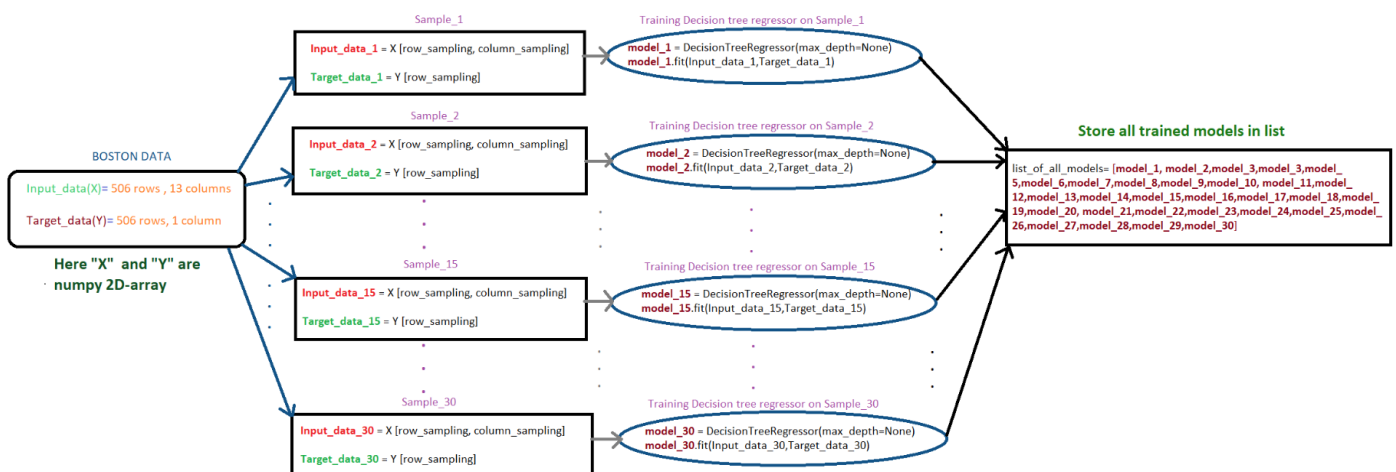 BOSTON DATA
Input_data(X)= 506 rows , 13 columns
Target_data(Y)= 506 rows, 1 column
Here "X" and "Y" are
numpy 2D-array
Sample_1
Input_data_1 = X [row_sampling, column_sampling]
Target_data_1 = Y [row_sampling]
Training Decision tree regressor on Sample_1
model_1 = DecisionTreeRegressor(max_depth=None)
model_1.fit(Input_data_1,Target_data_1)
Sample_2
Input_data_2 = X [row_sampling, column_sampling]
Target_data_2 = Y [row_sampling]
Training Decision tree regressor on Sample_2
model_2 = DecisionTreeRegressor(max_depth=None)
model_2.fit(Input_data_2,Target_data_2)
Sample_15
Input_data_15 = X [row_sampling, column_sampling]
Target_data_15 = Y [row_sampling]
Training Decision tree regressor on Sample_15
model_15 = DecisionTreeRegressor(max_depth=None)
model_15.fit(Input_data_15,Target_data_15)
Sample_30
Input_data_30 = X [row_sampling, column_sampling]
Target_data_30 = Y [row_sampling]
Training Decision tree regressor on Sample_30
model_30 = DecisionTreeRegressor(max_depth=None)
model_30.fit(Input_data_30,Target_data_30)
Store all trained models in list
list_of_all_models= [model_1, model_2,model_3,model_3,model_
5,model_6,model_7,model_8,model_9,model_10, model_11,model_
12,model_13,model_14,model_15,model_16,model_17,model_18,model_
19,model_20, model_21,model_22,model_23,model_24,model_25,model_
26,model_27,model_28,model_29,model_30]